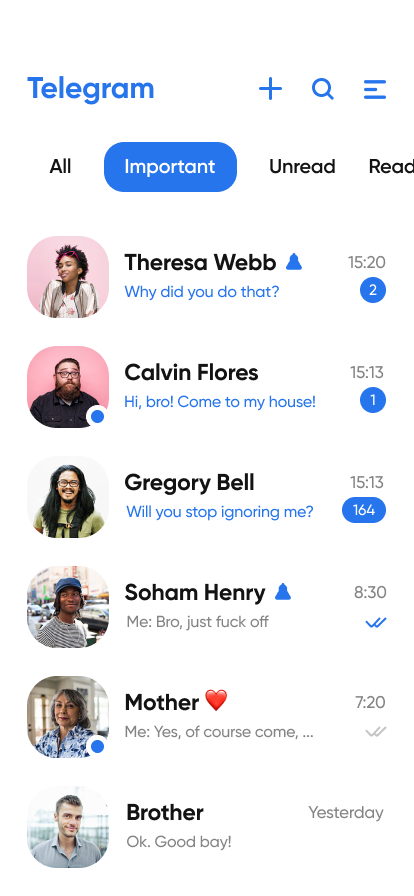 Telegram
All Important Unread Read
Theresa Webb 15:20
Why did you do that? 2
Calvin Flores 15:13
Hi, bro! Come to my house! 1
Gregory Bell 15:13
Will you stop ignoring me? 164
Soham Henry 8:30
Me: Bro, just fuck off
Mother ❤️ 7:20
Me: Yes, of course come, ...
Brother Yesterday
Ok. Good bay!